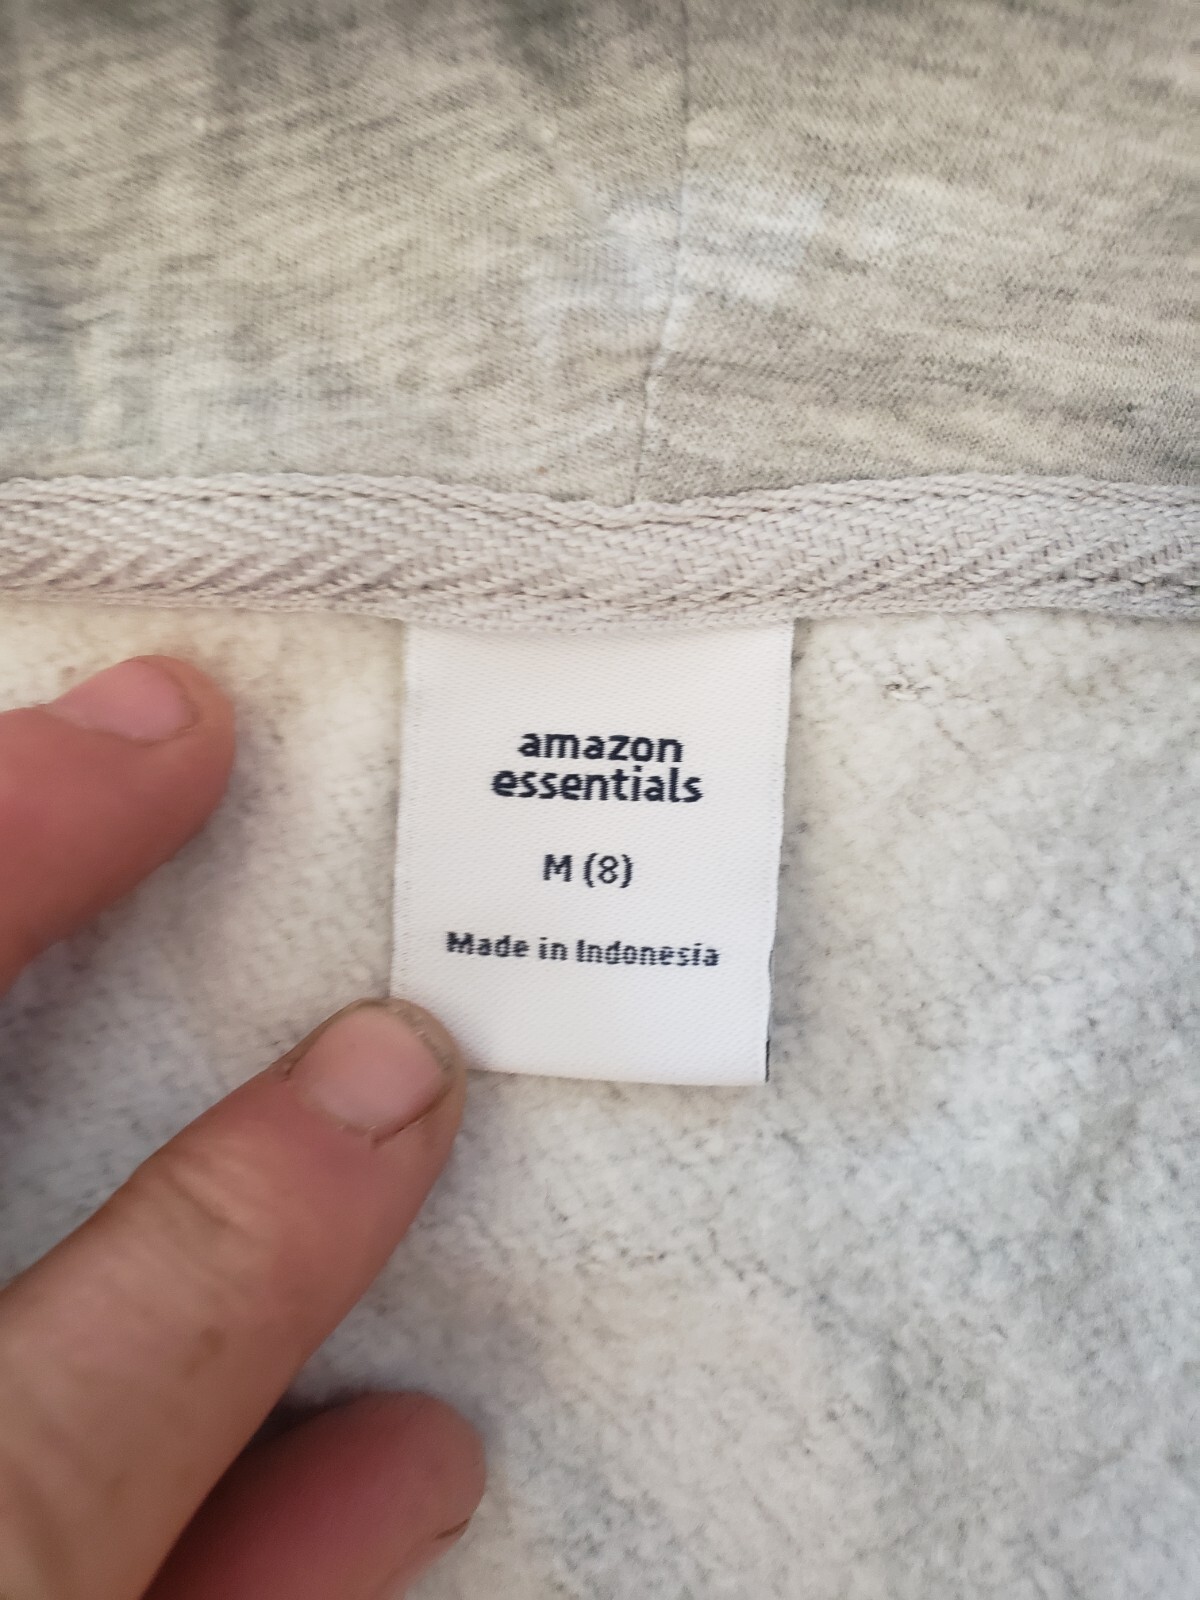 amazon
essentials
M (8)
Made in Indonesia